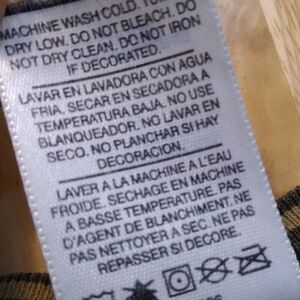 MACHINE WASH COLD.
DRY LOW. DO NOT BLEACH. DO
NOT DRY CLEAN. DO NOT IRON
IF DECORATED.
LAVAR EN LAVADORA CON AGUA
FRIA, SECAR EN SECADORA A
TEMPERATURA BAJA. NO USE
BLANQUEADOR. NO LAVAR EN
SECO. NO PLANCHAR SI HAY
DECORACION.
LAVER A LA MACHINE A L'EAU
FROIDE. SECHAGE EN MACHINE
A BASSE TEMPERATURE. PAS
D'AGENT DE BLANCHIMENT. NE
PAS NETTOYER A SEC. NE PAS
REPASSER SI DECORE.